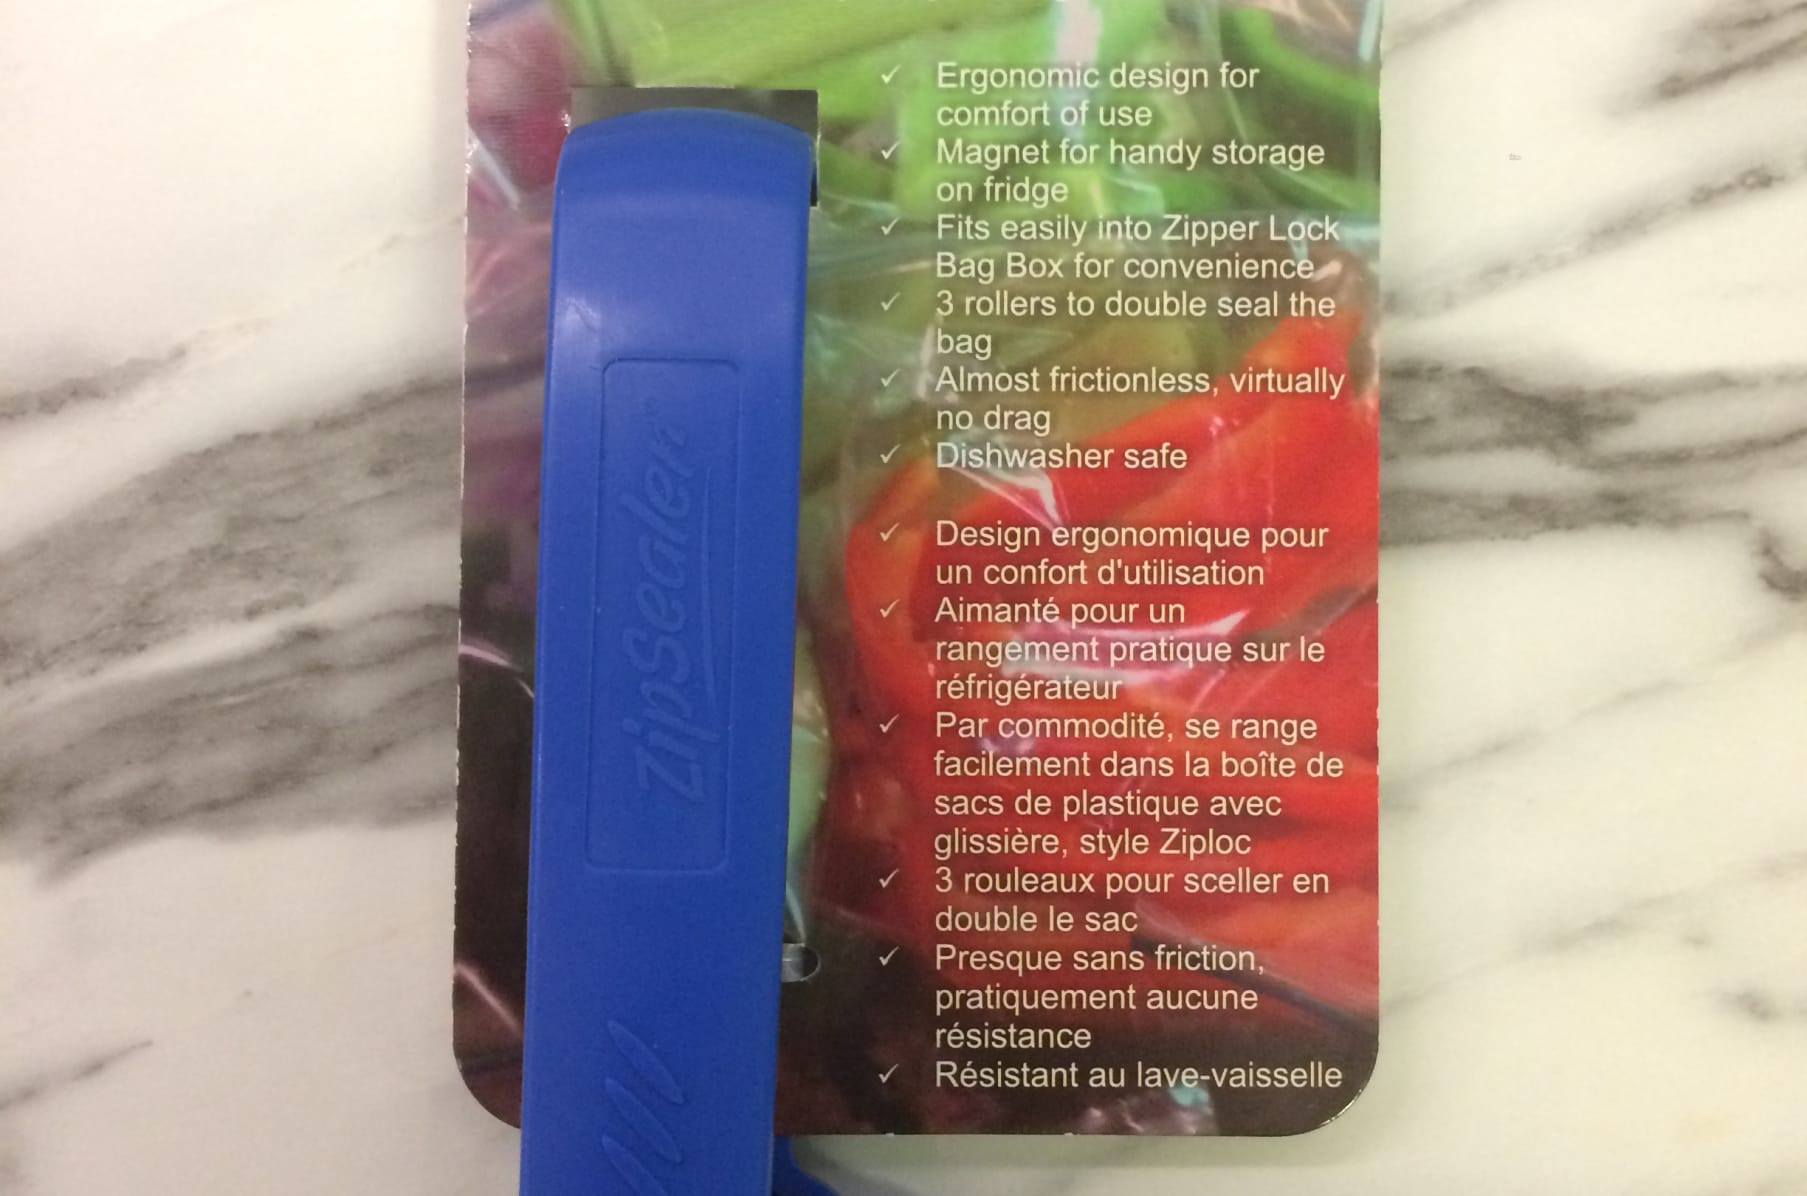 ZipSealer
✓ Ergonomic design for
comfort of use
✓ Magnet for handy storage
on fridge
✓ Fits easily into Zipper Lock
Bag Box for convenience
✓ 3 rollers to double seal the
bag
✓ Almost frictionless, virtually
no drag
✓ Dishwasher safe
✓ Design ergonomique pour
un confort d'utilisation
✓ Aimanté pour un
rangement pratique sur le
réfrigérateur
✓ Par commodité, se range
facilement dans la boîte de
sacs de plastique avec
glissière, style Ziploc
✓ 3 rouleaux pour sceller en
double le sac
✓ Presque sans friction,
pratiquement aucune
résistance
✓ Résistant au lave-vaisselle